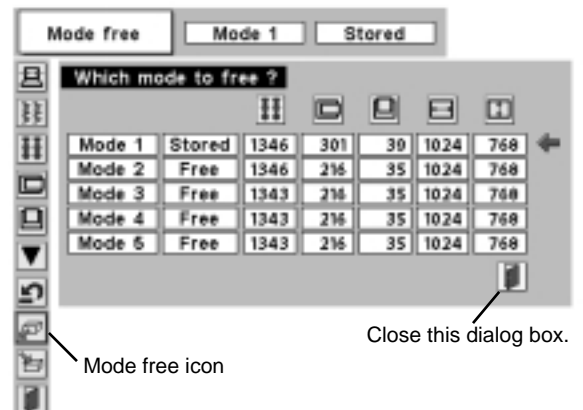 Mode free Mode 1 Stored
Which mode to free ?
Mode 1 Stored 1346 301 39 1024 768
Mode 2 Free 1346 216 35 1024 768
Mode 3 Free 1343 216 35 1024 768
Mode 4 Free 1343 216 35 1024 768
Mode 5 Free 1343 216 35 1024 768
Close this dialog box.
Mode free icon